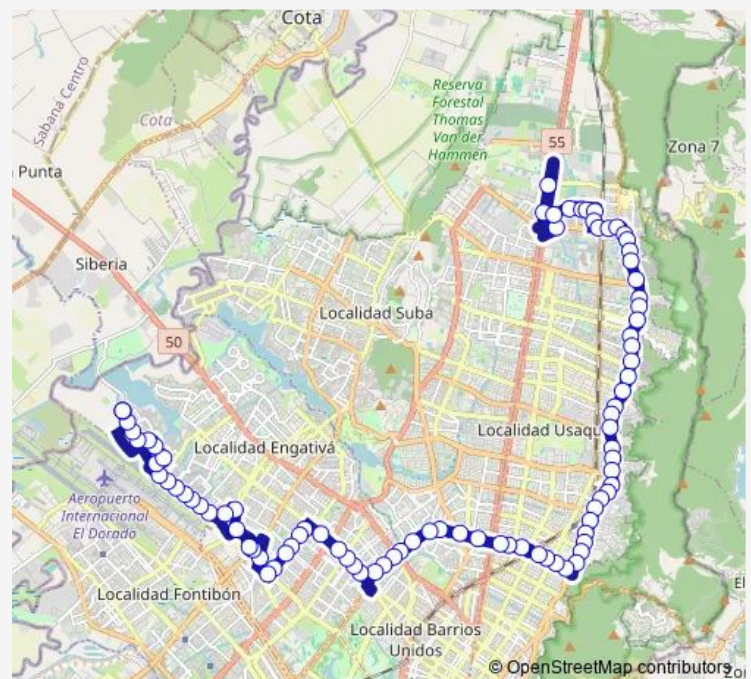 Cota
Sabana Centro
Cota
Reserva
Forestal
Thomas
Van der
Hammen
55
Zona 7
Punta
Siberia
Localidad Suba
50
Localidad Usaqu
Localidad Engativá
Aeropuerto
Internacional
El Dorado
Localidad Fontibón
El
Localidad Barrios
Unidos
© OpenStreetMap contributors